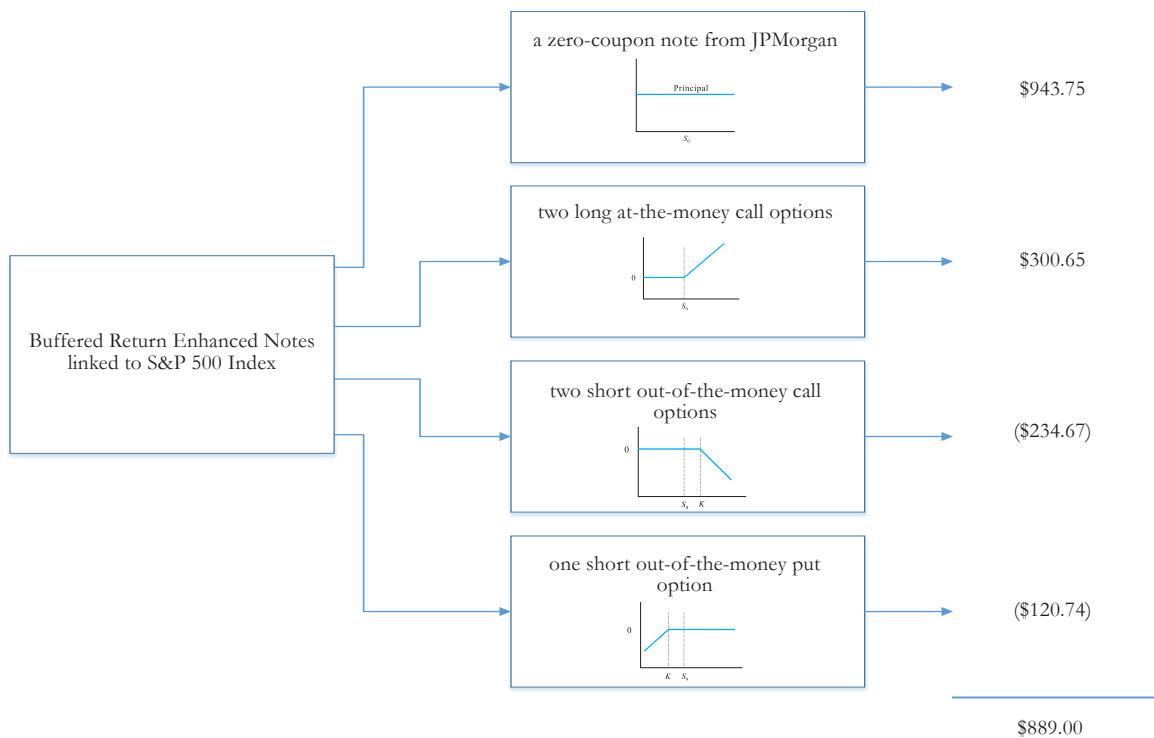 a zero-coupon note from JPMorgan
Principal
S₀
$943.75
two long at-the-money call options
0
S₀
$300.65
Buffered Return Enhanced Notes
linked to S&P 500 Index
two short out-of-the-money call
options
0
S₀ K
($234.67)
one short out-of-the-money put
option
0
K S₀
($120.74)
$889.00